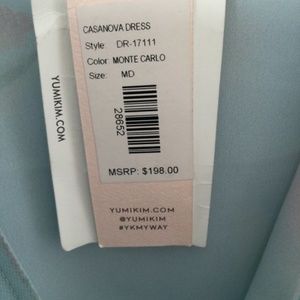 CASANOVA DRESS
Style: DR-17111
Color: MONTE CARLO
Size: MD
28652
MSRP: $198.00
YUMIKIM.COM
@YUMIKIM
#YKMYWAY
YUMIKIM.COM